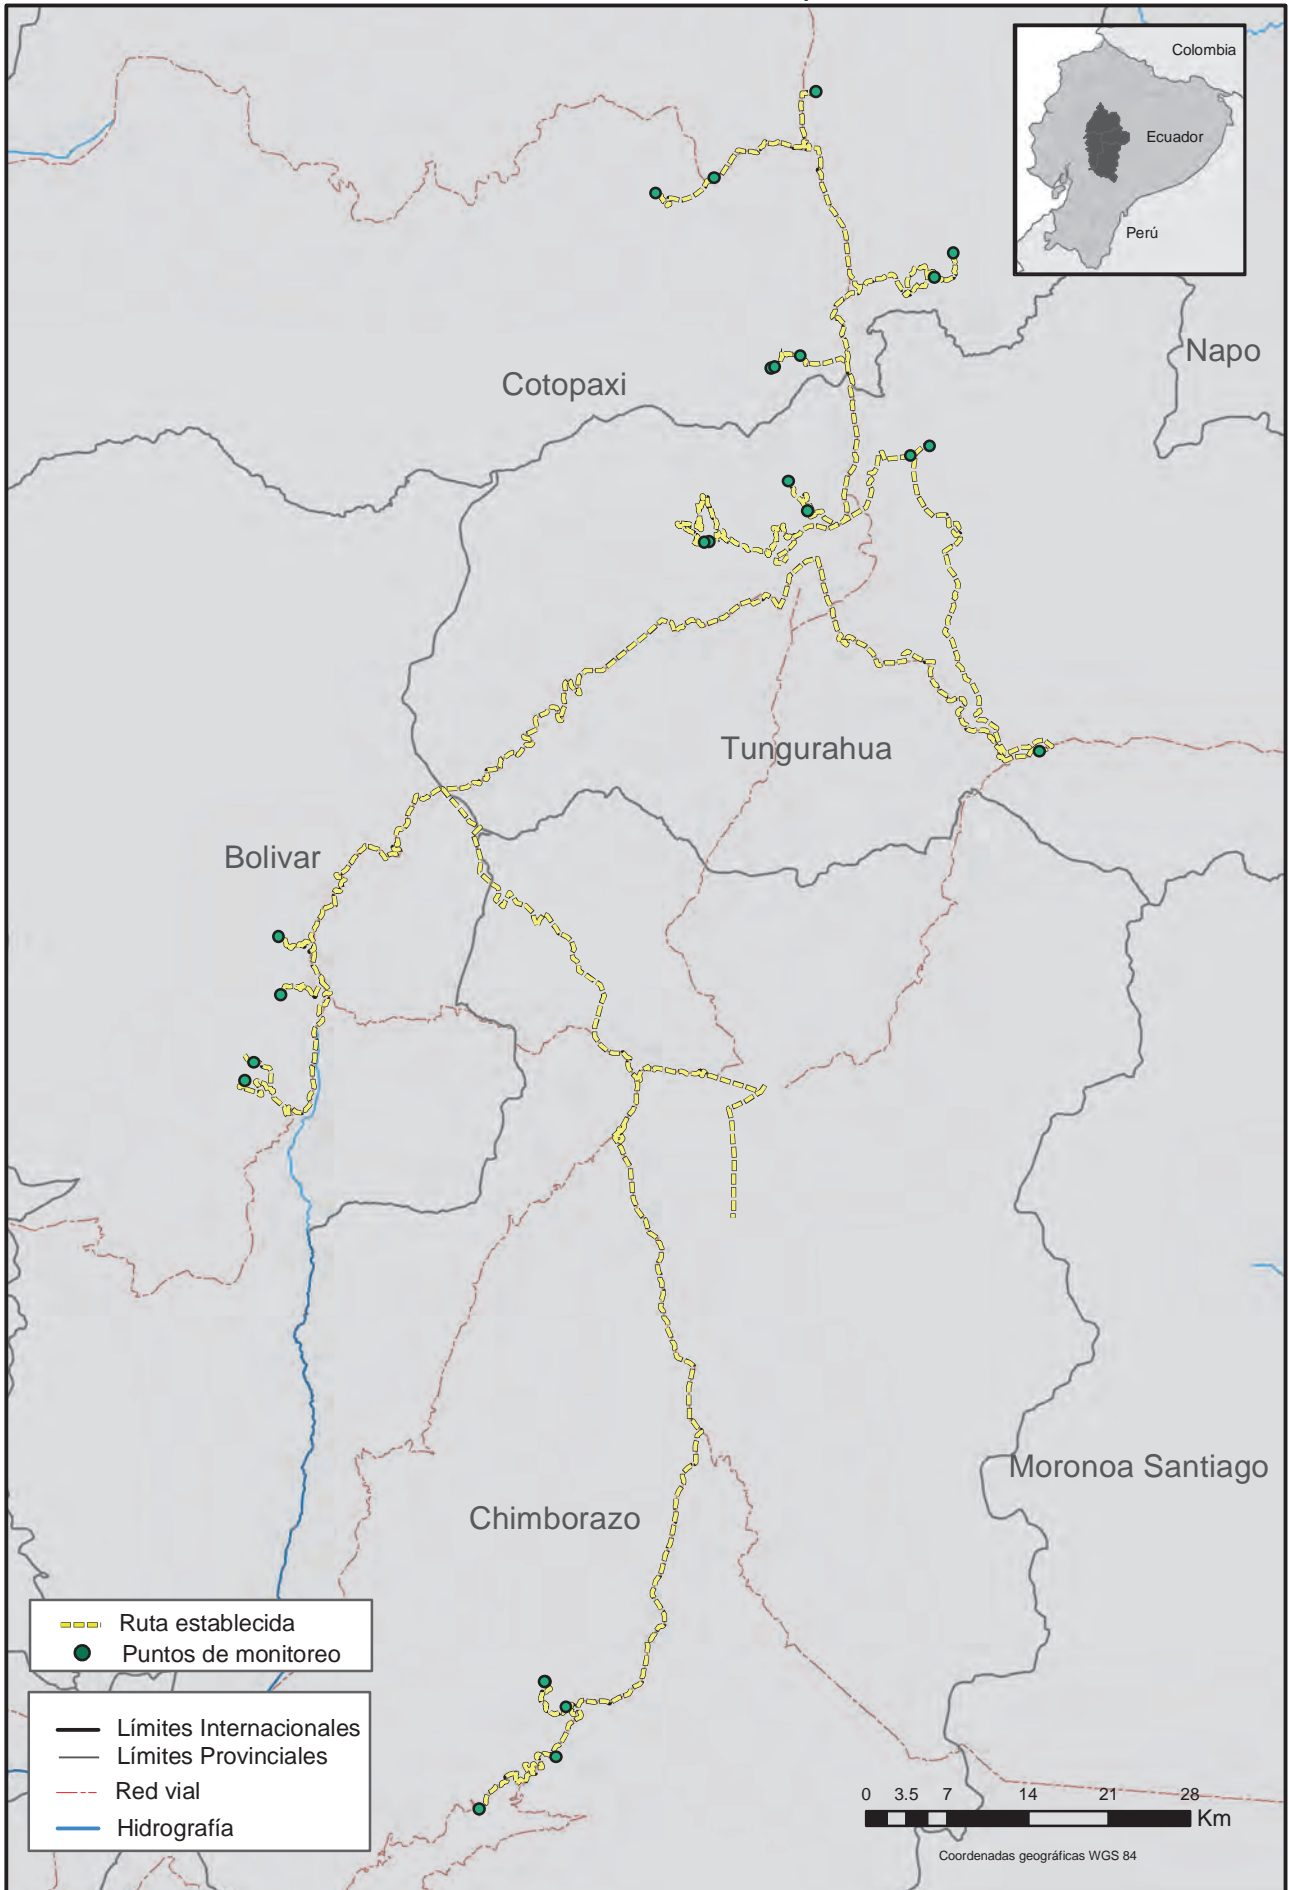 Colombia
Ecuador
Perú
Napo
Cotopaxi
Tungurahua
Bolivar
Moronoa Santiago
Chimborazo
Ruta establecida
Puntos de monitoreo
Límites Internacionales
Límites Provinciales
Red vial
Hidrografía
0 3.5 7 14 21 28
Km
Coordenadas geográficas WGS 84